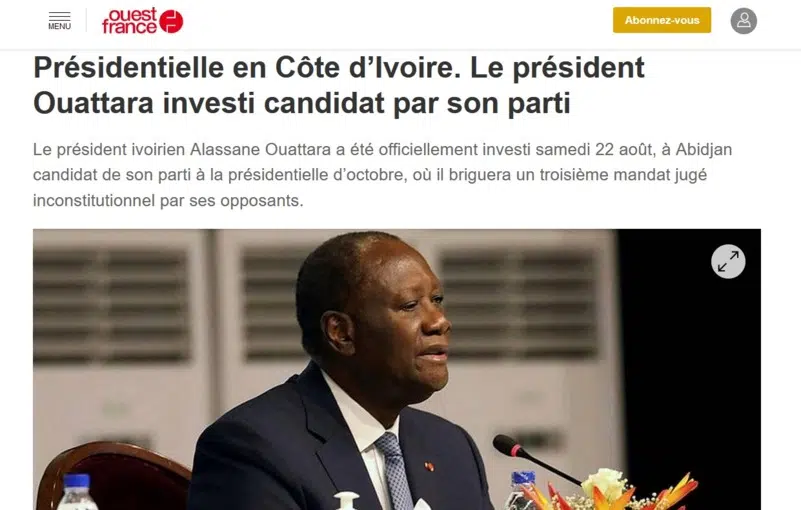 MENU
ouest
france
Abonnez-vous
Présidentielle en Côte d’Ivoire. Le président
Ouattara investi candidat par son parti
Le président ivoirien Alassane Ouattara a été officiellement investi samedi 22 août, à Abidjan
candidat de son parti à la présidentielle d’octobre, où il briguera un troisième mandat jugé
inconstitutionnel par ses opposants.